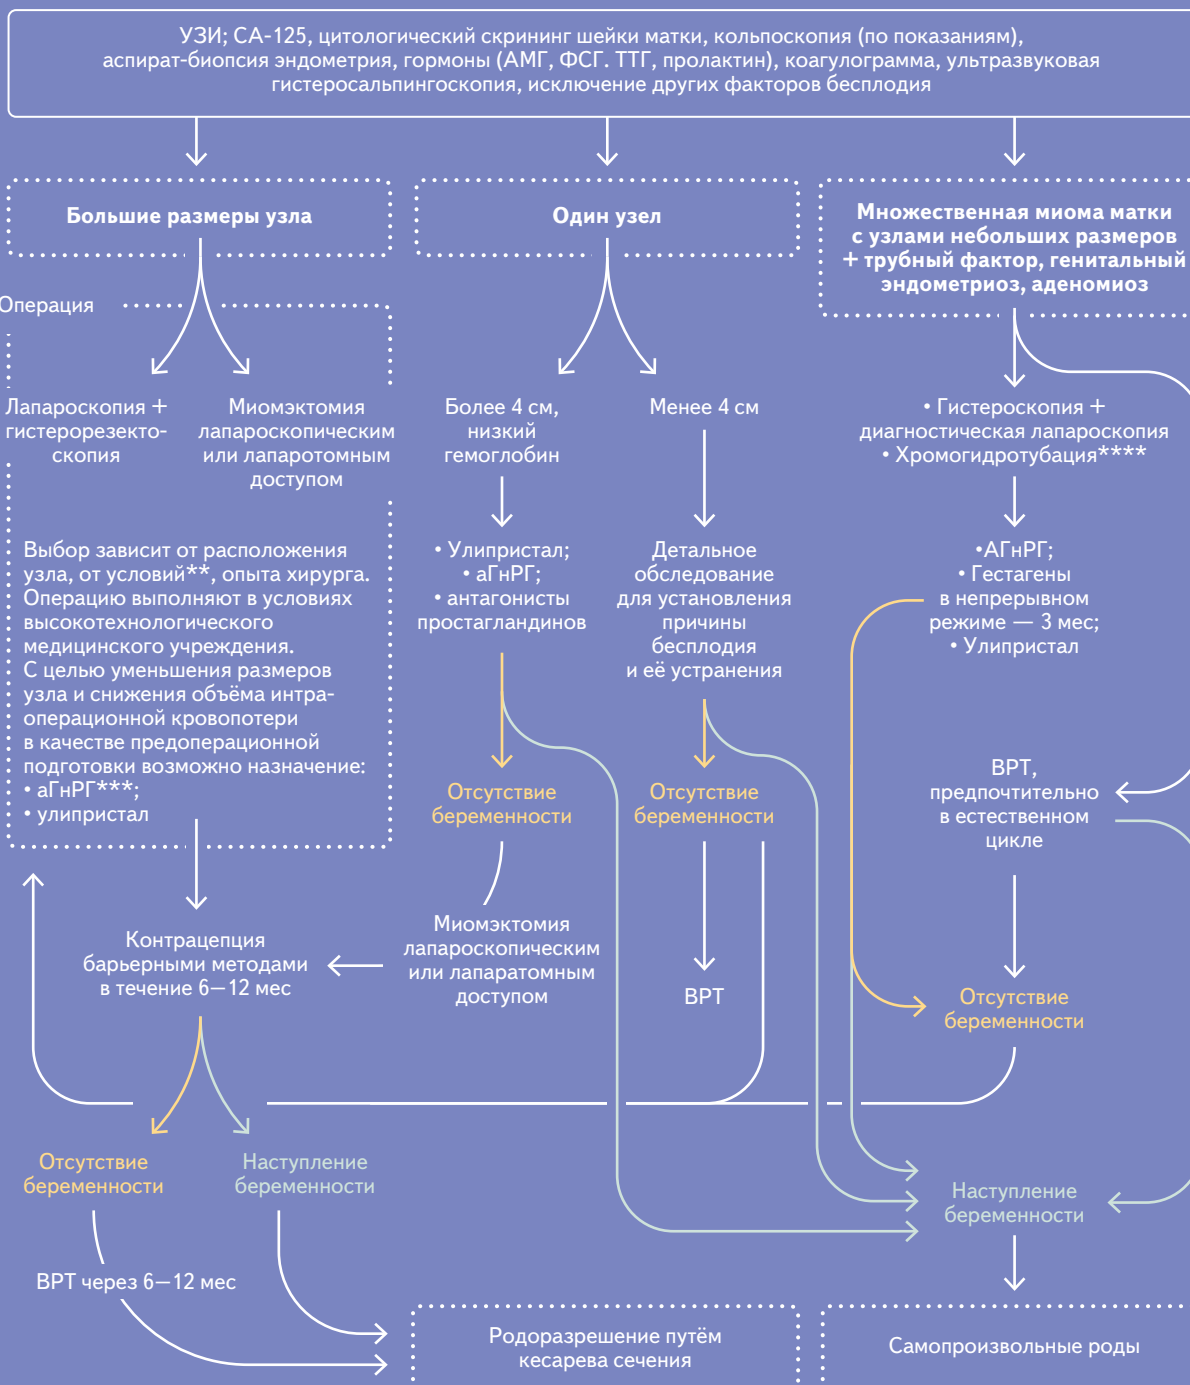 УЗИ; СА-125, цитологический скрининг шейки матки, кольпоскопия (по показаниям),
аспират-биопсия эндометрия, гормоны (АМГ, ФСГ. ТТГ, пролактин), коагулограмма, ультразвуковая
гистеросальпингоскопия, исключение других факторов бесплодия
Большие размеры узла
Один узел
Множественная миома матки
с узлами небольших размеров
+ трубный фактор, генитальный
эндометриоз, аденомиоз
Операция
Лапароскопия +
гистерорезекто-
скопия
Миомэктомия
лапароскопическим
или лапаротомным
доступом
Более 4 см,
низкий
гемоглобин
Менее 4 см
• Гистероскопия +
диагностическая лапароскопия
• Хромогидротубация****
Выбор зависит от расположения
узла, от условий**, опыта хирурга.
Операцию выполняют в условиях
высокотехнологического
медицинского учреждения.
С целью уменьшения размеров
узла и снижения объёма интра-
операционной кровопотери
в качестве предоперационной
подготовки возможно назначение:
• аГнРГ***;
• улипристал
• Улипристал;
• аГнРГ;
• антагонисты
простагландинов
Детальное
обследование
для установления
причины
бесплодия
и её устранения
•АГнРГ;
• Гестагены
в непрерывном
режиме — 3 мес;
• Улипристал
Отсутствие
беременности
Отсутствие
беременности
ВРТ,
предпочтительно
в естественном
цикле
Контрацепция
барьерными методами
в течение 6—12 мес
Миомэктомия
лапароскопическим
или лапаратомным
доступом
ВРТ
Отсутствие
беременности
Отсутствие
беременности
Наступление
беременности
Наступление
беременности
ВРТ через 6—12 мес
Родоразрешение путём
кесарева сечения
Самопроизвольные роды